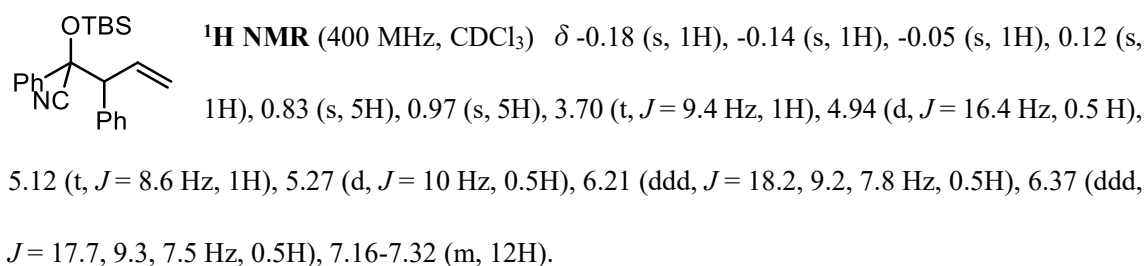 OTBS
Ph
NC
Ph
¹H NMR (400 MHz, CDCl₃) δ -0.18 (s, 1H), -0.14 (s, 1H), -0.05 (s, 1H), 0.12 (s,
1H), 0.83 (s, 5H), 0.97 (s, 5H), 3.70 (t, J = 9.4 Hz, 1H), 4.94 (d, J = 16.4 Hz, 0.5 H),
5.12 (t, J = 8.6 Hz, 1H), 5.27 (d, J = 10 Hz, 0.5H), 6.21 (ddd, J = 18.2, 9.2, 7.8 Hz, 0.5H), 6.37 (ddd,
J = 17.7, 9.3, 7.5 Hz, 0.5H), 7.16-7.32 (m, 12H).